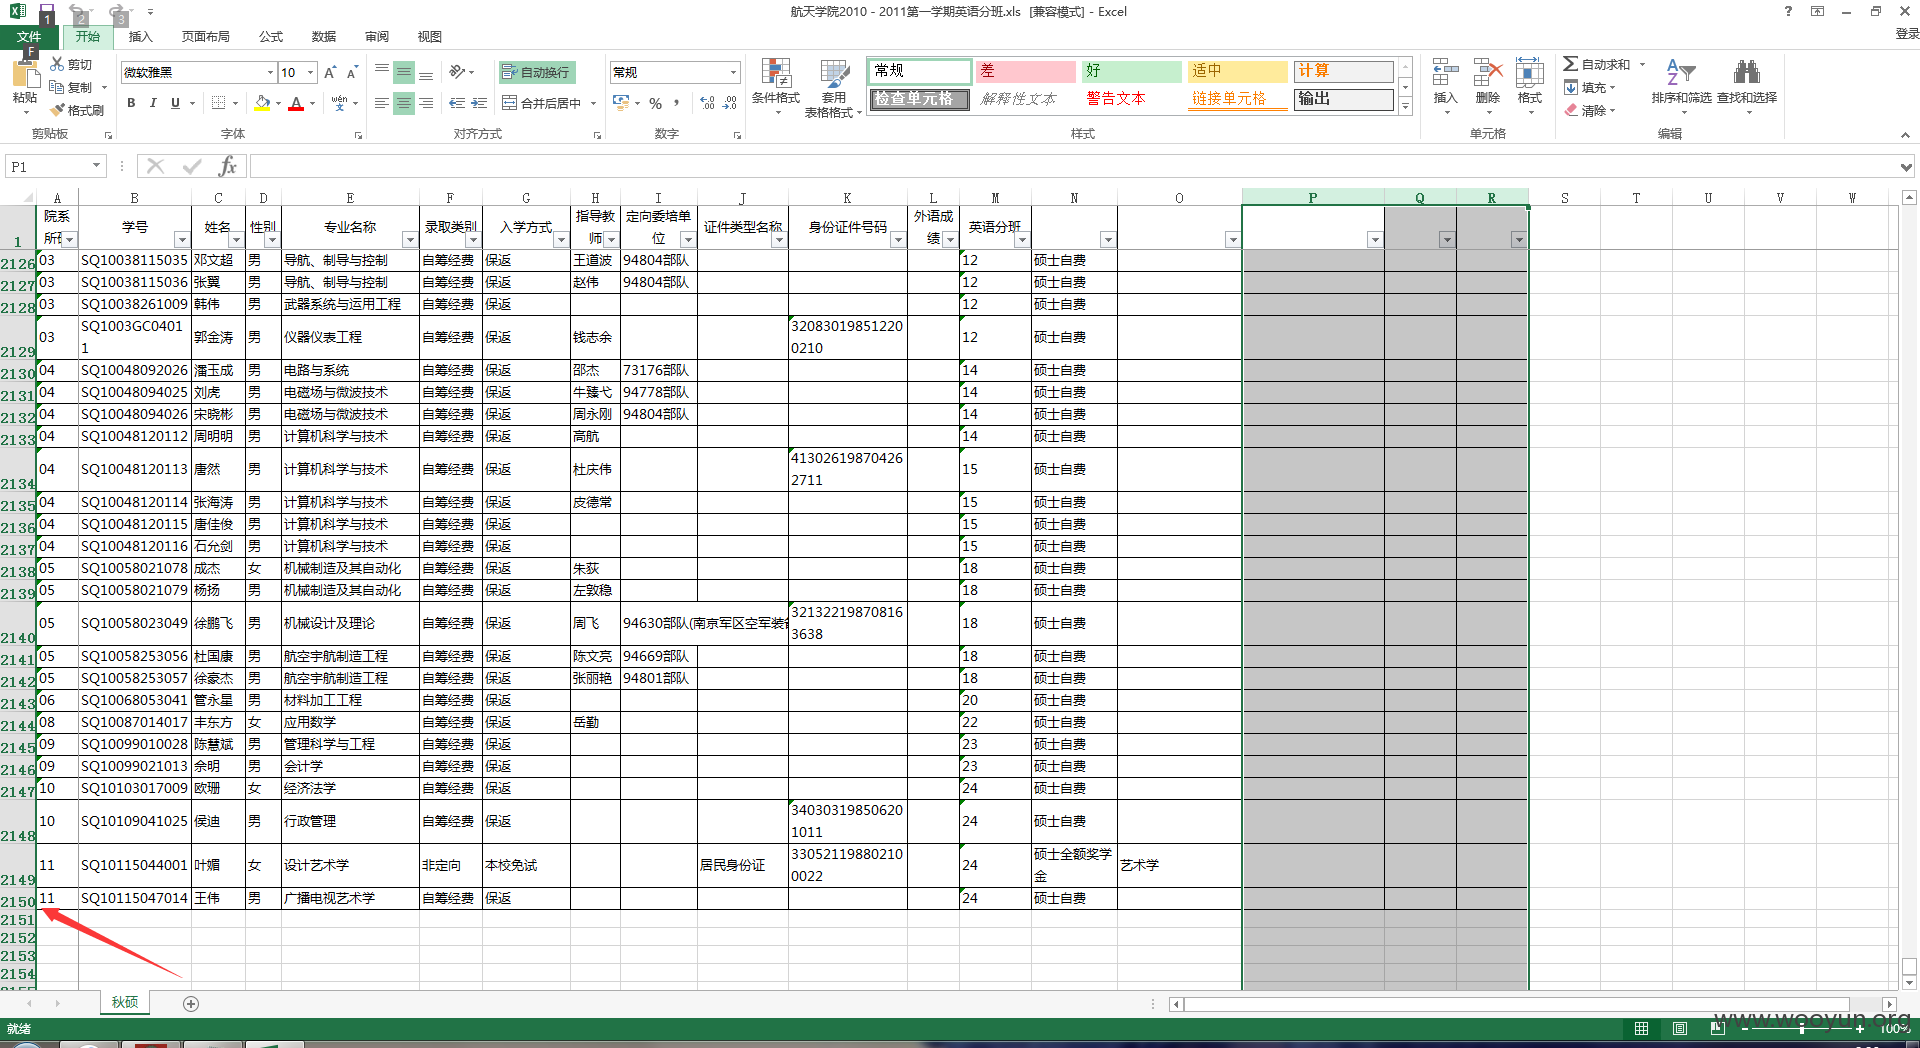 航天学院2010 - 2011第一学期英语分班.xls  [兼容模式] - Excel
1 2 3
文件 开始 插入 页面布局 公式 数据 审阅 视图 登录
F
粘贴 剪切 复制 格式刷 剪贴板
微软雅黑 10 B I U wén 字体
自动换行 合并后居中 对齐方式
常规 % 数字
条件格式 套用表格格式
常规 差 好 适中 计算
检查单元格 解释性文本 警告文本 链接单元格 输出
样式
插入 删除 格式 单元格
自动求和 填充 清除 排序和筛选 查找和选择 编辑
P1 fx
A B C D E F G H I J K L M N O P Q R S T U V W
1 院系所码 学号 姓名 性别 专业名称 录取类别 入学方式 指导教师 定向委培单位 证件类型名称 身份证件号码 外语成绩 英语分班
2126 03 SQ10038115035 邓文超 男 导航、制导与控制 自筹经费 保返 王道波 94804部队 12 硕士自费
2127 03 SQ10038115036 张翼 男 导航、制导与控制 自筹经费 保返 赵伟 94804部队 12 硕士自费
2128 03 SQ10038261009 韩伟 男 武器系统与运用工程 自筹经费 保返 12 硕士自费
2129 03 SQ1003GC04011 郭金涛 男 仪器仪表工程 自筹经费 保返 钱志余 320830198512200210 12 硕士自费
2130 04 SQ10048092026 潘玉成 男 电路与系统 自筹经费 保返 邵杰 73176部队 14 硕士自费
2131 04 SQ10048094025 刘虎 男 电磁场与微波技术 自筹经费 保返 牛臻弋 94778部队 14 硕士自费
2132 04 SQ10048094026 宋晓彬 男 电磁场与微波技术 自筹经费 保返 周永刚 94804部队 14 硕士自费
2133 04 SQ10048120112 周明明 男 计算机科学与技术 自筹经费 保返 高航 14 硕士自费
2134 04 SQ10048120113 唐然 男 计算机科学与技术 自筹经费 保返 杜庆伟 413026198704262711 15 硕士自费
2135 04 SQ10048120114 张海涛 男 计算机科学与技术 自筹经费 保返 皮德常 15 硕士自费
2136 04 SQ10048120115 唐佳俊 男 计算机科学与技术 自筹经费 保返 15 硕士自费
2137 04 SQ10048120116 石允剑 男 计算机科学与技术 自筹经费 保返 15 硕士自费
2138 05 SQ10058021078 成杰 女 机械制造及其自动化 自筹经费 保返 朱荻 18 硕士自费
2139 05 SQ10058021079 杨扬 男 机械制造及其自动化 自筹经费 保返 左敦稳 18 硕士自费
2140 05 SQ10058023049 徐鹏飞 男 机械设计及理论 自筹经费 保返 周飞 94630部队(南京军区空军装备 321322198708163638 18 硕士自费
2141 05 SQ10058253056 杜国康 男 航空宇航制造工程 自筹经费 保返 陈文亮 94669部队 18 硕士自费
2142 05 SQ10058253057 徐豪杰 男 航空宇航制造工程 自筹经费 保返 张丽艳 94801部队 18 硕士自费
2143 06 SQ10068053041 管永星 男 材料加工工程 自筹经费 保返 20 硕士自费
2144 08 SQ10087014017 丰东方 女 应用数学 自筹经费 保返 岳勤 22 硕士自费
2145 09 SQ10099010028 陈慧斌 男 管理科学与工程 自筹经费 保返 23 硕士自费
2146 09 SQ10099021013 余明 男 会计学 自筹经费 保返 23 硕士自费
2147 10 SQ10103017009 欧珊 女 经济法学 自筹经费 保返 24 硕士自费
2148 10 SQ10109041025 侯迪 男 行政管理 自筹经费 保返 340303198506201011 24 硕士自费
2149 11 SQ10115044001 叶媚 女 设计艺术学 非定向 本校免试 居民身份证 330521198802100022 24 硕士全额奖学金 艺术学
2150 11 SQ10115047014 王伟 男 广播电视艺术学 自筹经费 保返 24 硕士自费
2151
2152
2153
2154
秋硕
就绪 100%
www.wooyun.org